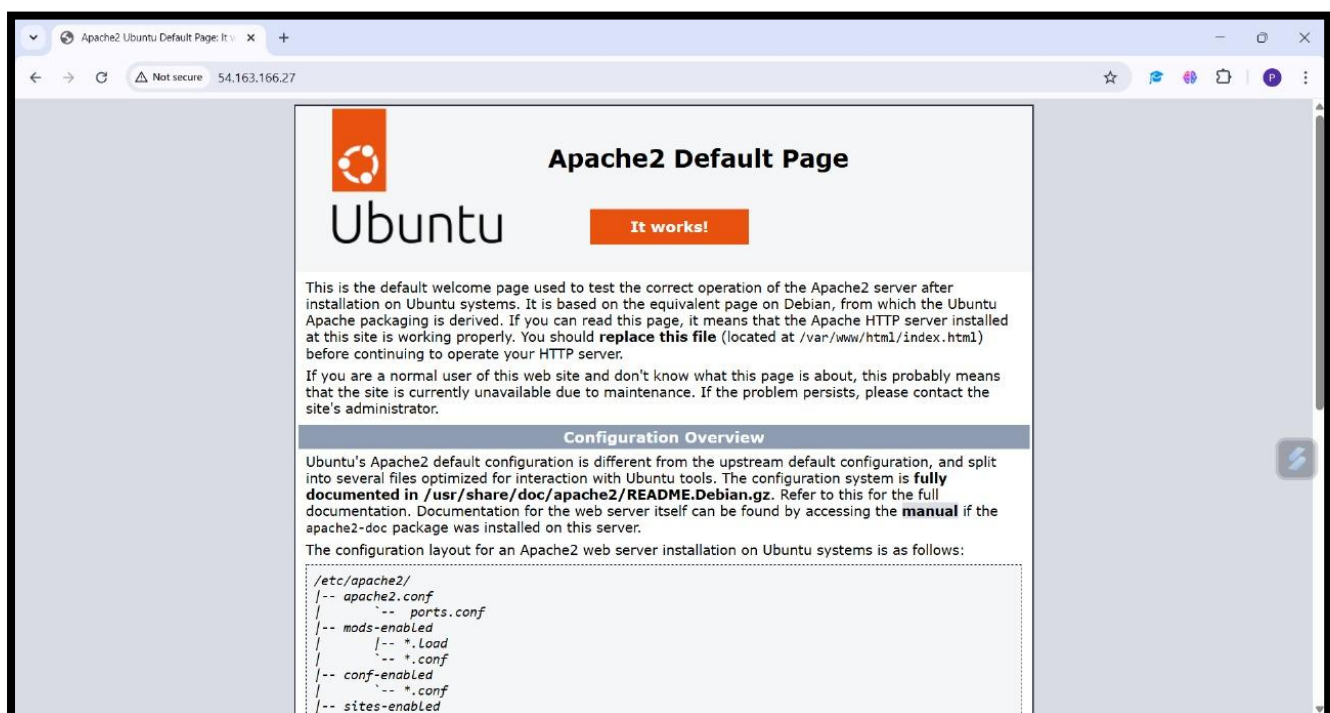 Apache2 Ubuntu Default Page: It
Not secure 54.163.166.27
P
Ubuntu
Apache2 Default Page
It works!
This is the default welcome page used to test the correct operation of the Apache2 server after
installation on Ubuntu systems. It is based on the equivalent page on Debian, from which the Ubuntu
Apache packaging is derived. If you can read this page, it means that the Apache HTTP server installed
at this site is working properly. You should replace this file (located at /var/www/html/index.html)
before continuing to operate your HTTP server.
If you are a normal user of this web site and don't know what this page is about, this probably means
that the site is currently unavailable due to maintenance. If the problem persists, please contact the
site's administrator.
Configuration Overview
Ubuntu's Apache2 default configuration is different from the upstream default configuration, and split
into several files optimized for interaction with Ubuntu tools. The configuration system is fully
documented in /usr/share/doc/apache2/README.Debian.gz. Refer to this for the full
documentation. Documentation for the web server itself can be found by accessing the manual if the
apache2-doc package was installed on this server.
The configuration layout for an Apache2 web server installation on Ubuntu systems is as follows:
/etc/apache2/
|-- apache2.conf
|       `--  ports.conf
|-- mods-enabled
|       |-- *.load
|       `-- *.conf
|-- conf-enabled
|       `-- *.conf
|-- sites-enabled